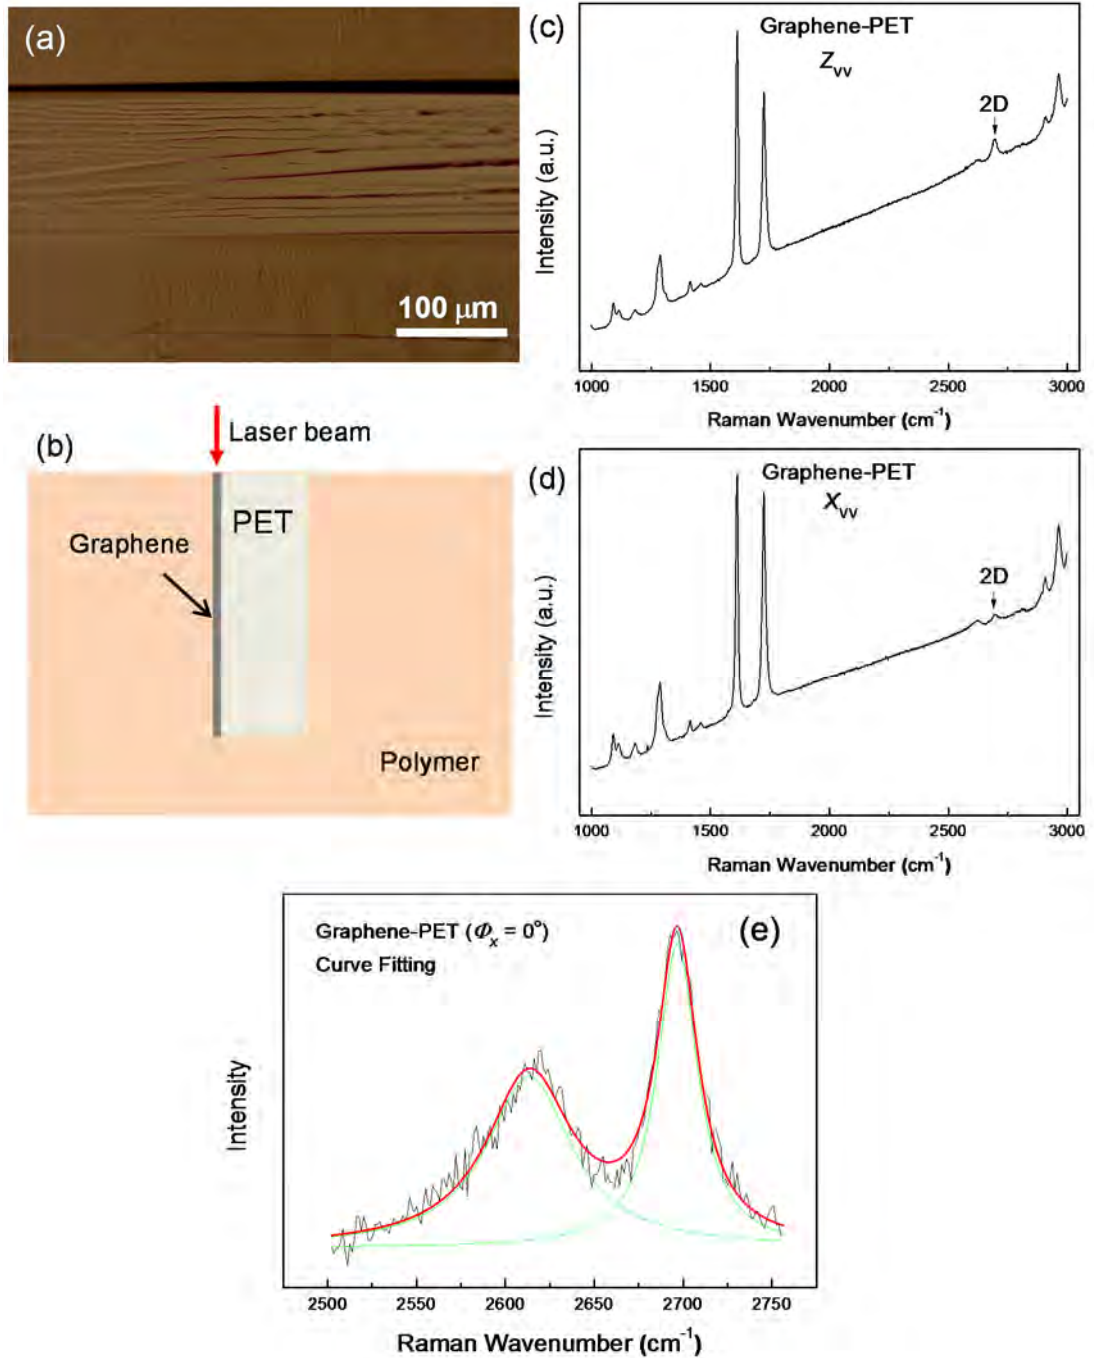 (a)
100 μm
(b)
Laser beam
PET
Graphene
Polymer
(c)
Graphene-PET
Z_VV
2D
Intensity (a.u.)
1000 1500 2000 2500 3000
Raman Wavenumber (cm⁻¹)
(d)
Graphene-PET
X_VV
2D
Intensity (a.u.)
1000 1500 2000 2500 3000
Raman Wavenumber (cm⁻¹)
(e)
Graphene-PET (Φ_x = 0°)
Curve Fitting
Intensity
2500 2550 2600 2650 2700 2750
Raman Wavenumber (cm⁻¹)